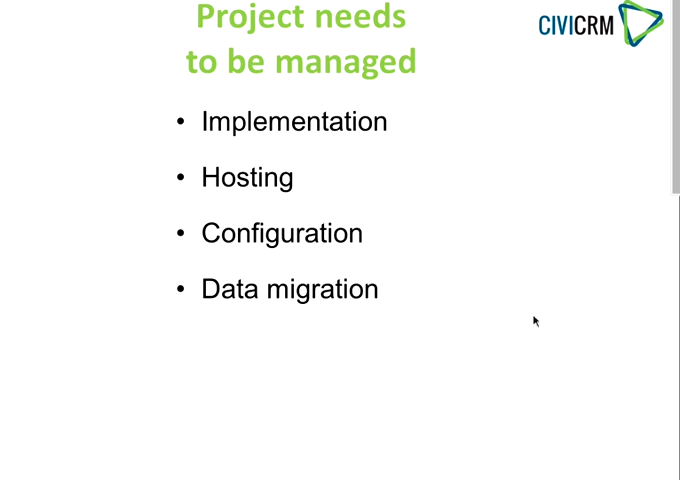 Project needs
to be managed
CIVICRM
• Implementation
• Hosting
• Configuration
• Data migration